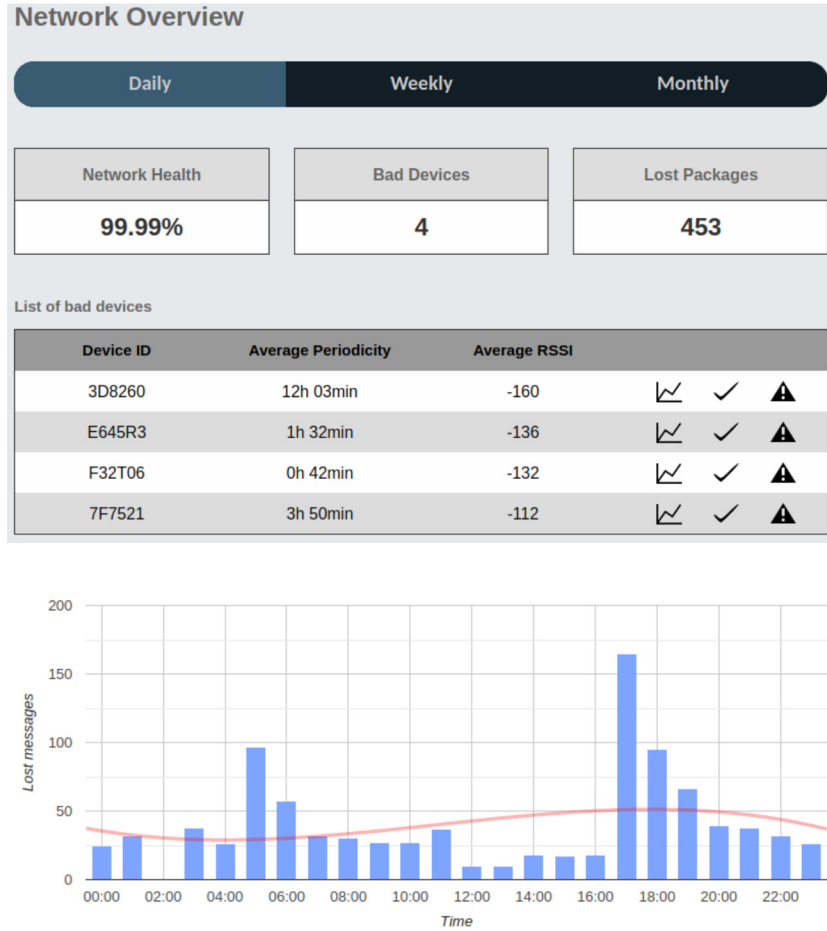 Network Overview
Daily Weekly Monthly
Network Health Bad Devices Lost Packages
99.99% 4 453
List of bad devices
Device ID Average Periodicity Average RSSI
3D8260 12h 03min -160
E645R3 1h 32min -136
F32T06 0h 42min -132
7F7521 3h 50min -112
200
150
100
50
0
Lost messages
00:00 02:00 04:00 06:00 08:00 10:00 12:00 14:00 16:00 18:00 20:00 22:00
Time